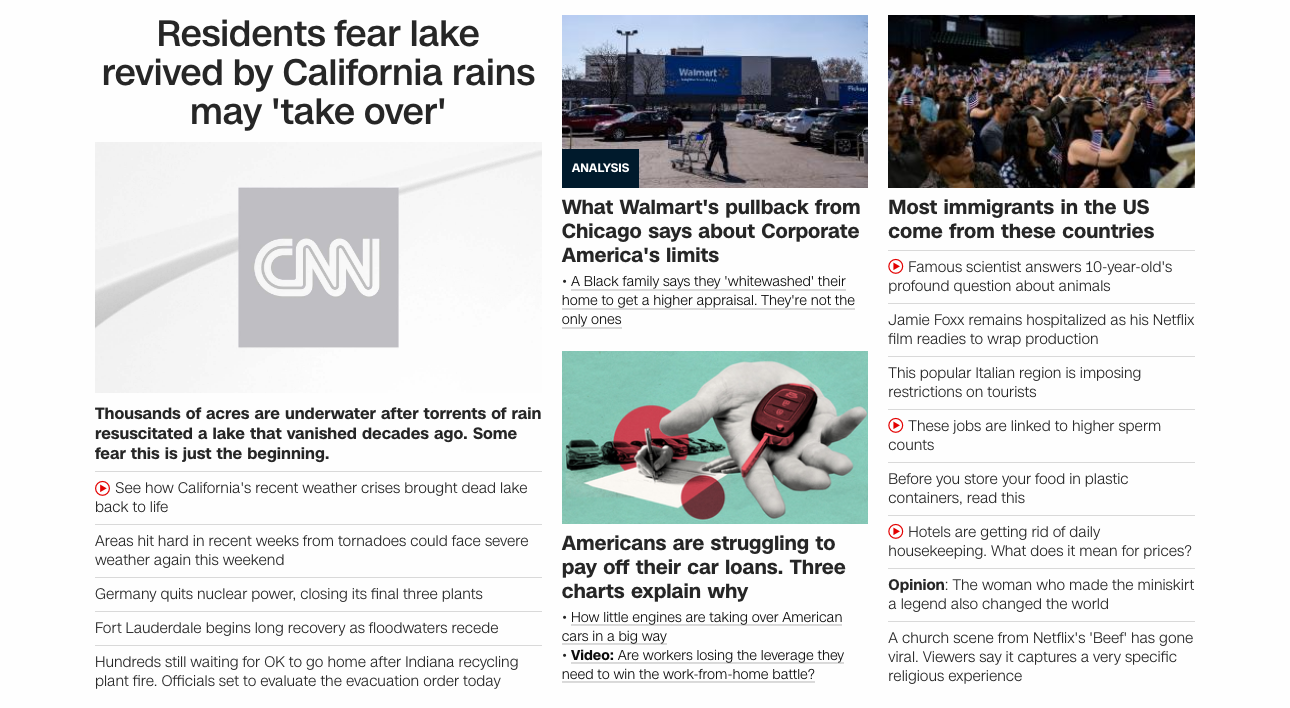 Residents fear lake
revived by California rains
may 'take over'
CNN
Thousands of acres are underwater after torrents of rain
resuscitated a lake that vanished decades ago. Some
fear this is just the beginning.
See how California's recent weather crises brought dead lake
back to life
Areas hit hard in recent weeks from tornadoes could face severe
weather again this weekend
Germany quits nuclear power, closing its final three plants
Fort Lauderdale begins long recovery as floodwaters recede
Hundreds still waiting for OK to go home after Indiana recycling
plant fire. Officials set to evaluate the evacuation order today
Walmart
Pickup
ANALYSIS
What Walmart's pullback from
Chicago says about Corporate
America's limits
• A Black family says they 'whitewashed' their
home to get a higher appraisal. They're not the
only ones
Americans are struggling to
pay off their car loans. Three
charts explain why
• How little engines are taking over American
cars in a big way
• Video: Are workers losing the leverage they
need to win the work-from-home battle?
Most immigrants in the US
come from these countries
Famous scientist answers 10-year-old's
profound question about animals
Jamie Foxx remains hospitalized as his Netflix
film readies to wrap production
This popular Italian region is imposing
restrictions on tourists
These jobs are linked to higher sperm
counts
Before you store your food in plastic
containers, read this
Hotels are getting rid of daily
housekeeping. What does it mean for prices?
Opinion: The woman who made the miniskirt
a legend also changed the world
A church scene from Netflix's 'Beef' has gone
viral. Viewers say it captures a very specific
religious experience